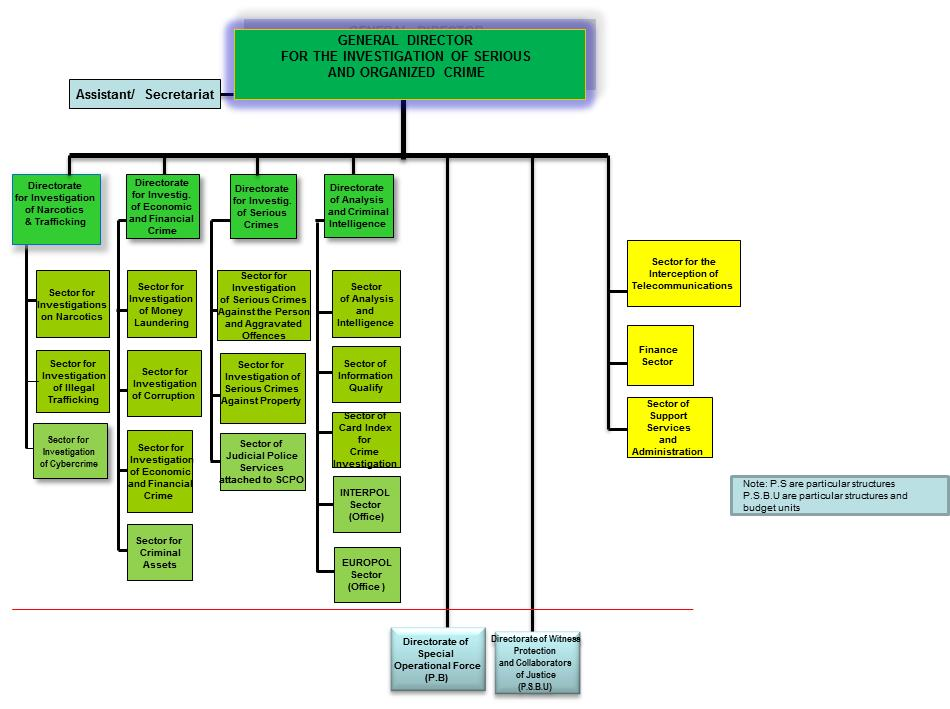 GENERAL DIRECTOR
FOR THE INVESTIGATION OF SERIOUS
AND ORGANIZED CRIME
Assistant/ Secretariat
Directorate
for Investigation
of Narcotics
& Trafficking
Directorate
for Investig.
of Economic
and Financial
Crime
Directorate
for Investig.
of Serious
Crimes
Directorate
of Analysis
and Criminal
Intelligence
Sector for
Investigations
on Narcotics
Sector for
Investigation
of Illegal
Trafficking
Sector for
Investigation
of Cybercrime
Sector for
Investigation
of Money
Laundering
Sector for
Investigation
of Corruption
Sector for
Investigation
of Economic
and Financial
Crime
Sector for
Criminal
Assets
Sector for
Investigation
of Serious Crimes
Against the Person
and Aggravated
Offences
Sector for
Investigation of
Serious Crimes
Against Property
Sector of
Judicial Police
Services
attached to SCPO
Sector
of Analysis
and
Intelligence
Sector of
Information
Qualify
Sector of
Card Index
for
Crime
Investigation
INTERPOL
Sector
(Office)
EUROPOL
Sector
(Office )
Sector for the
Interception of
Telecommunications
Finance
Sector
Sector of
Support
Services
and
Administration
Note: P.S are particular structures
P.S.B.U are particular structures and
budget units
Directorate of
Special
Operational Force
(P.B)
Directorate of Witness
Protection
and Collaborators
of Justice
(P.S.B.U)